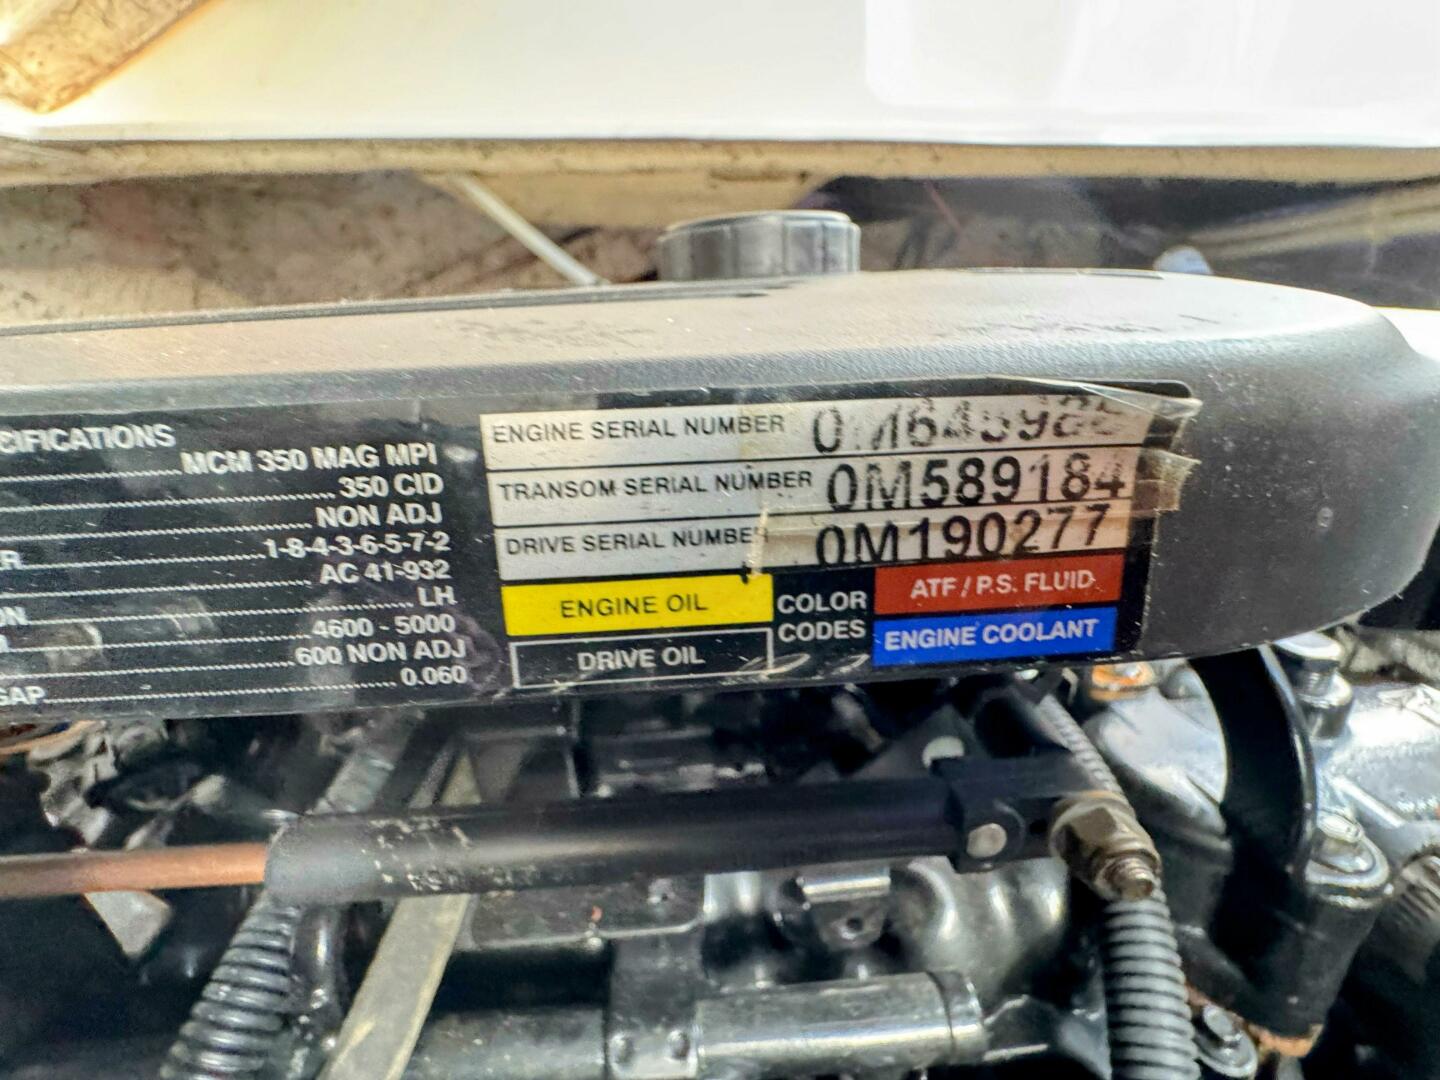 CIFICATIONS
MCM 350 MAG MPI
350 CID
NON ADJ
R 1-8-4-3-6-5-7-2
AC 41-932
ON LH
M 4600 - 5000
600 NON ADJ
GAP 0.060
ENGINE SERIAL NUMBER
TRANSOM SERIAL NUMBER 0M589184
DRIVE SERIAL NUMBER 0M190277
ENGINE OIL
DRIVE OIL
COLOR
CODES
ATF / P.S. FLUID
ENGINE COOLANT